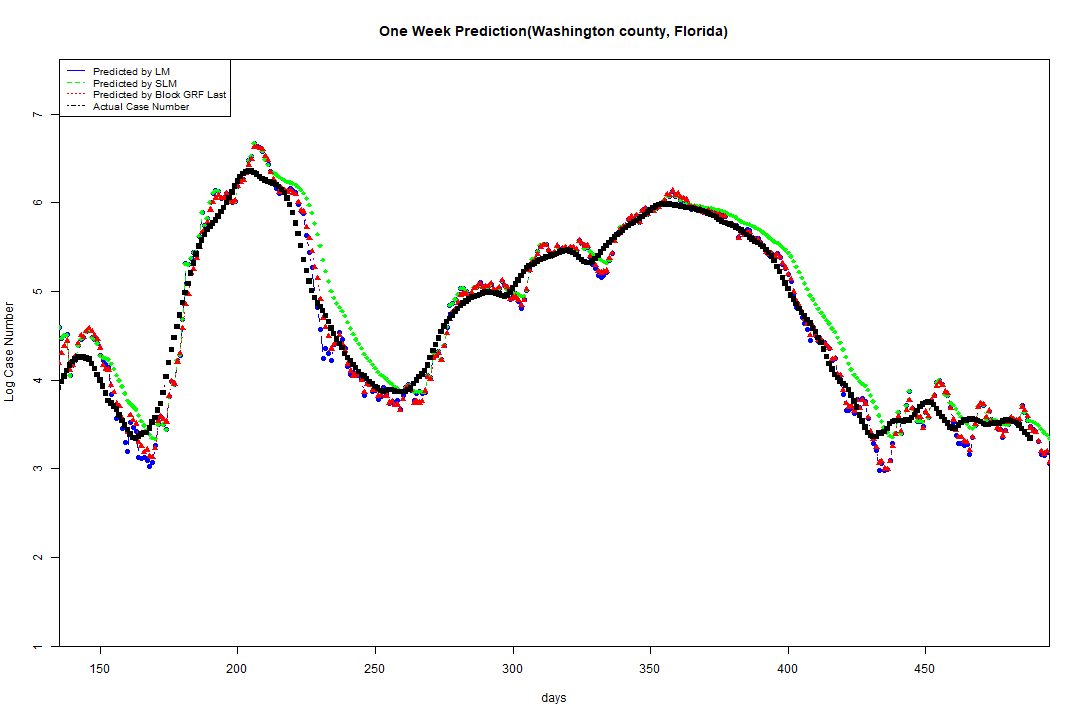 One Week Prediction(Washington county, Florida)
Predicted by LM
Predicted by SLM
Predicted by Block GRF Last
Actual Case Number
7
6
5
4
3
2
1
Log Case Number
150 200 250 300 350 400 450
days